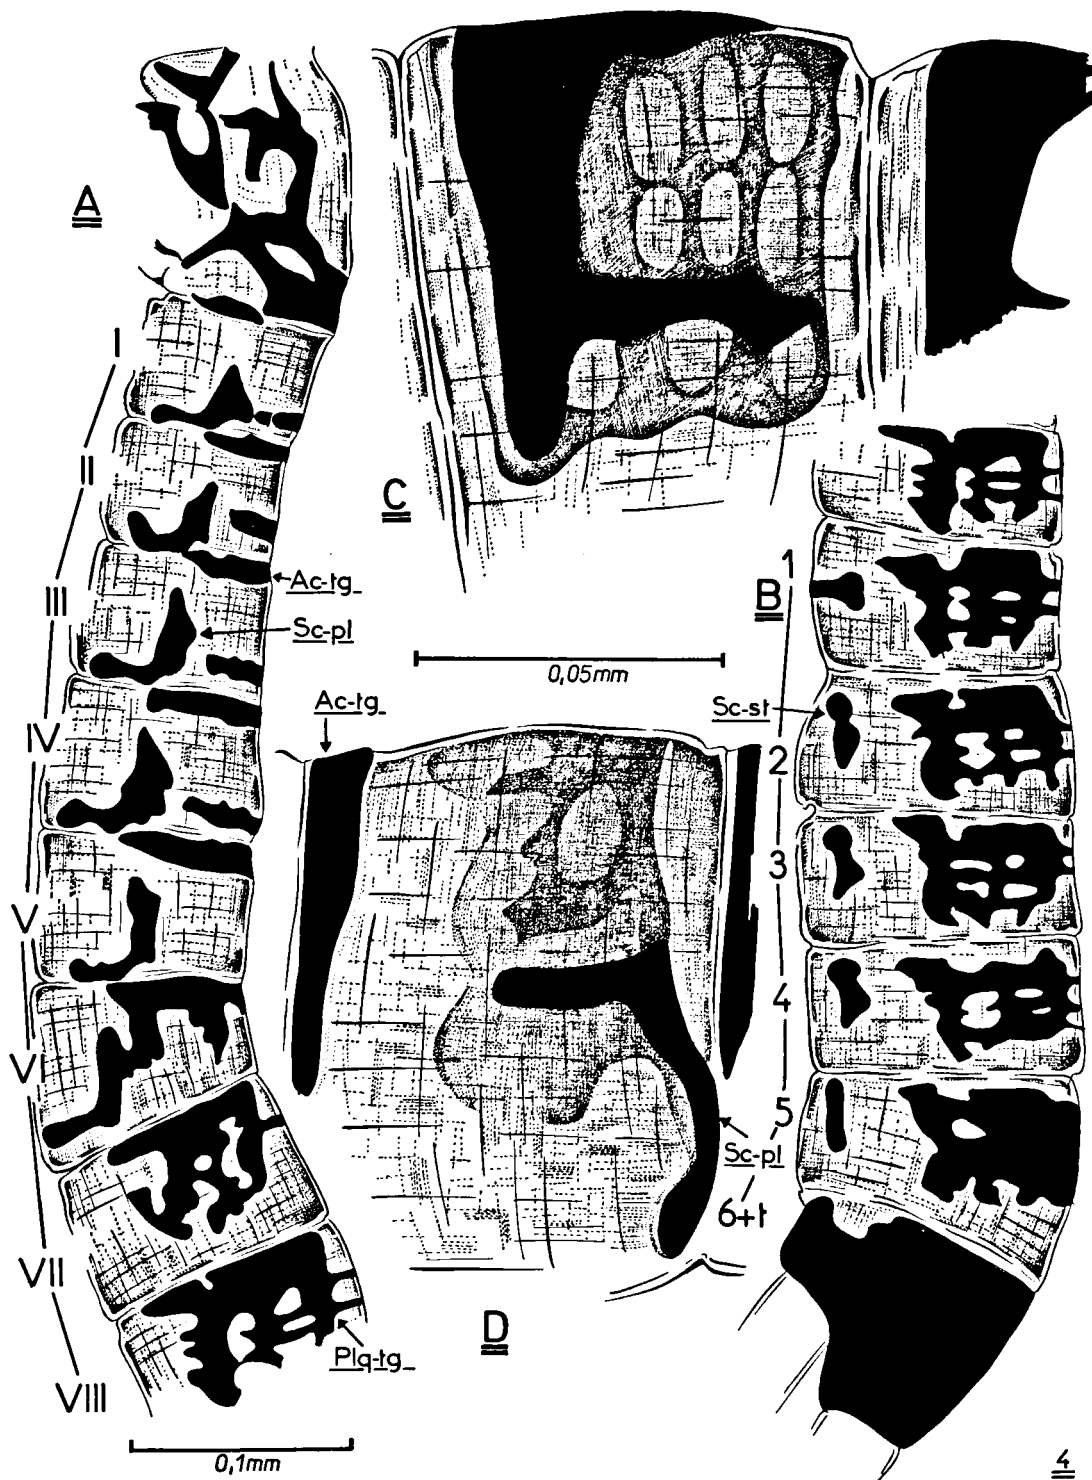 A
I
II
III
IV
V
VI
VII
VIII
C
Ac-tg
Sc-pl
0,05mm
Ac-tg
B
1
Sc-st
2
3
4
5
Sc-pl
6+t
D
Plq-tg
0,1mm
4